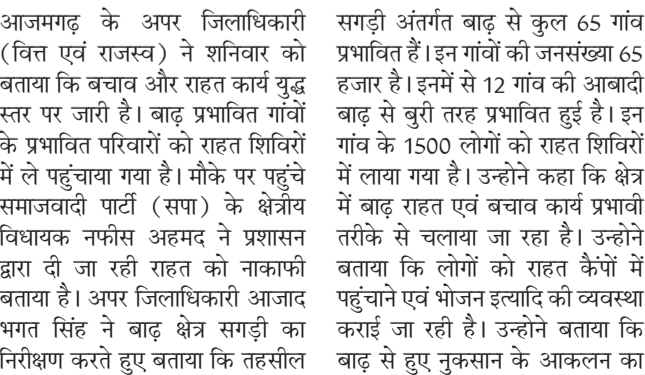 आजमगढ़ के अपर जिलाधिकारी
(वित्त एवं राजस्व) ने शनिवार को
बताया कि बचाव और राहत कार्य युद्ध
स्तर पर जारी है। बाढ़ प्रभावित गांवों
के प्रभावित परिवारों को राहत शिविरों
में ले पहुंचाया गया है। मौके पर पहुंचे
समाजवादी पार्टी (सपा) के क्षेत्रीय
विधायक नफीस अहमद ने प्रशासन
द्वारा दी जा रही राहत को नाकाफी
बताया है। अपर जिलाधिकारी आजाद
भगत सिंह ने बाढ़ क्षेत्र सगड़ी का
निरीक्षण करते हुए बताया कि तहसील
सगड़ी अंतर्गत बाढ़ से कुल 65 गांव
प्रभावित हैं। इन गांवों की जनसंख्या 65
हजार है। इनमें से 12 गांव की आबादी
बाढ़ से बुरी तरह प्रभावित हुई है। इन
गांव के 1500 लोगों को राहत शिविरों
में लाया गया है। उन्होने कहा कि क्षेत्र
में बाढ़ राहत एवं बचाव कार्य प्रभावी
तरीके से चलाया जा रहा है। उन्होने
बताया कि लोगों को राहत कैंपों में
पहुंचाने एवं भोजन इत्यादि की व्यवस्था
कराई जा रही है। उन्होने बताया कि
बाढ़ से हुए नुकसान के आकलन का